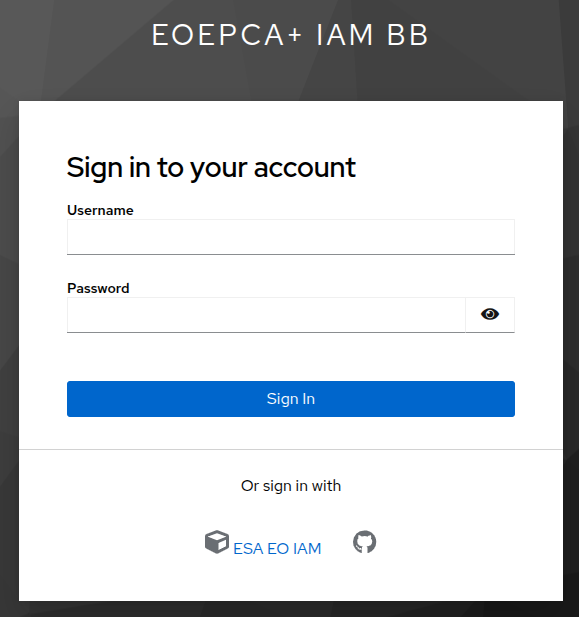 EOEPCA+ IAM BB
Sign in to your account
Username
Password
Sign In
Or sign in with
ESA EO IAM